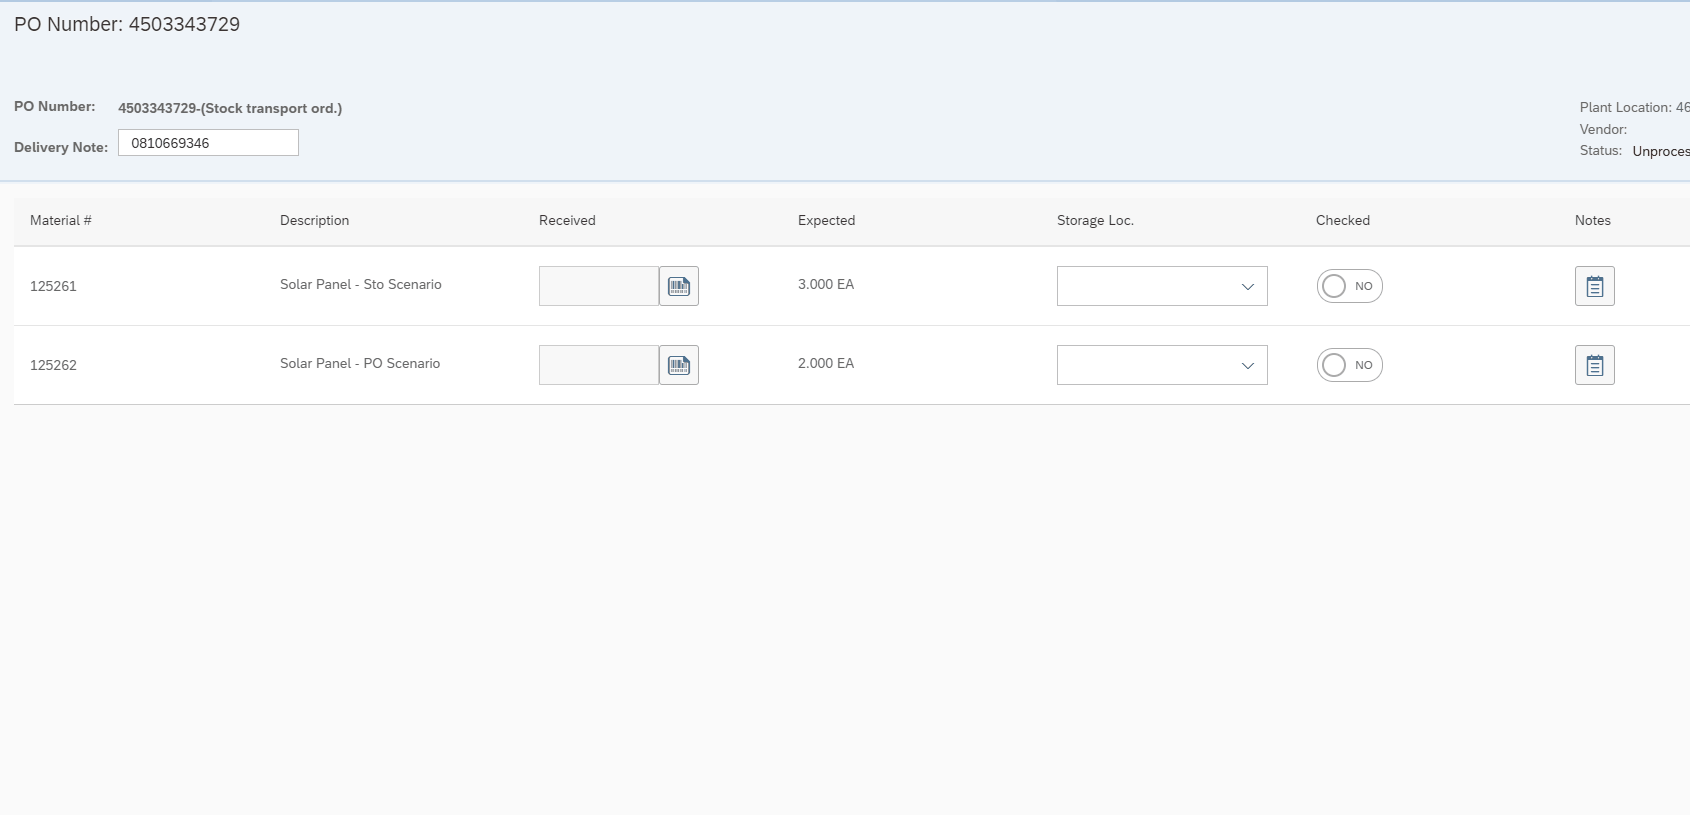 PO Number: 4503343729
PO Number: 4503343729-(Stock transport ord.)
Delivery Note: 0810669346
Plant Location: 46
Vendor:
Status: Unproces
Material # Description Received Expected Storage Loc. Checked Notes
125261 Solar Panel - Sto Scenario 3.000 EA NO
125262 Solar Panel - PO Scenario 2.000 EA NO